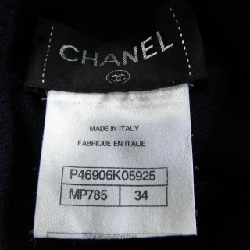 CHANEL
MADE IN ITALY
FABRIQUE EN ITALIE
P46906K05925
MP785 34